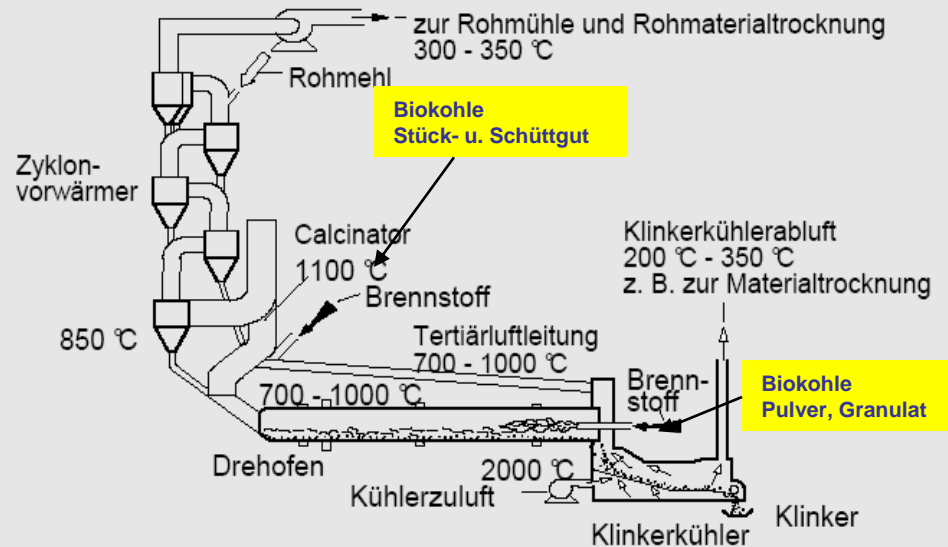 zur Rohmühle und Rohmaterialtrocknung
300 - 350 °C
Rohmehl
Biokohle
Stück- u. Schüttgut
Zyklon-
vorwärmer
Calcinator
1100 °C
Brennstoff
Klinkerkühlerabluft
200 °C - 350 °C
z. B. zur Materialtrocknung
850 °C
Tertiärluftleitung
700 - 1000 °C
700 - 1000 °C
Brenn-
stoff
Biokohle
Pulver, Granulat
Drehofen
2000 °C
Kühlerzuluft
Klinker
Klinkerkühler